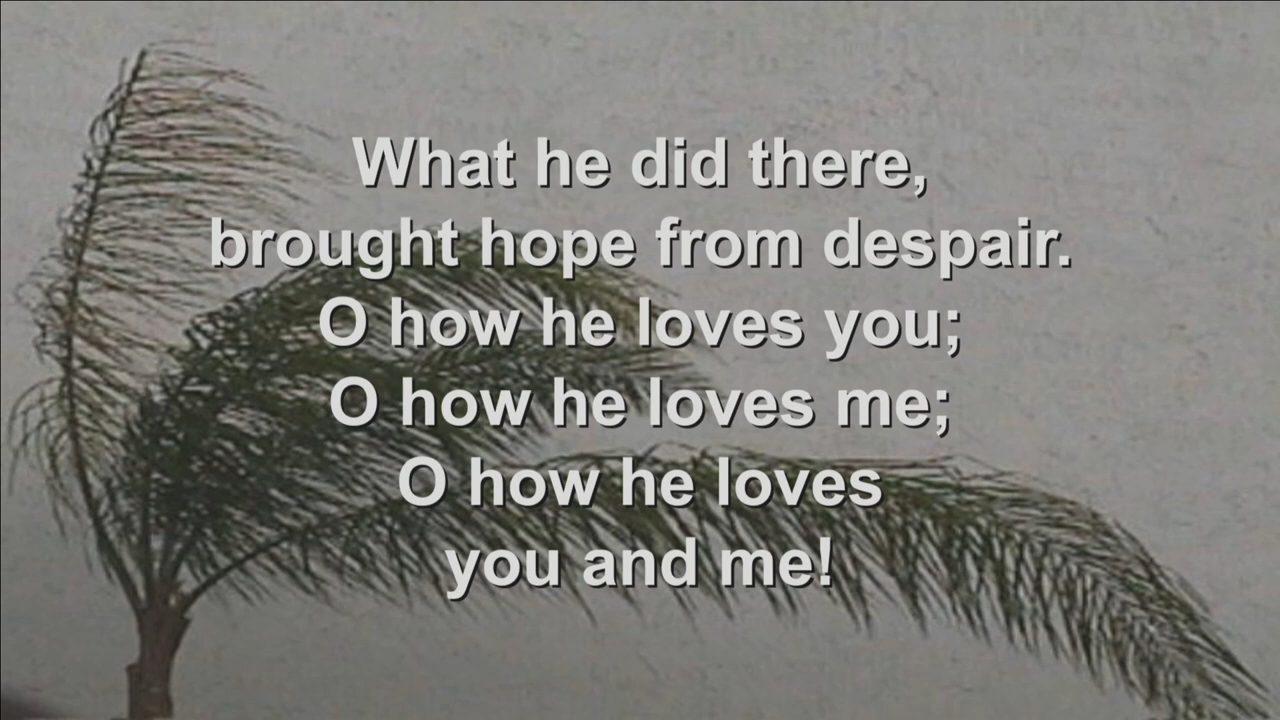 What he did there,
brought hope from despair.
O how he loves you;
O how he loves me;
O how he loves
you and me!